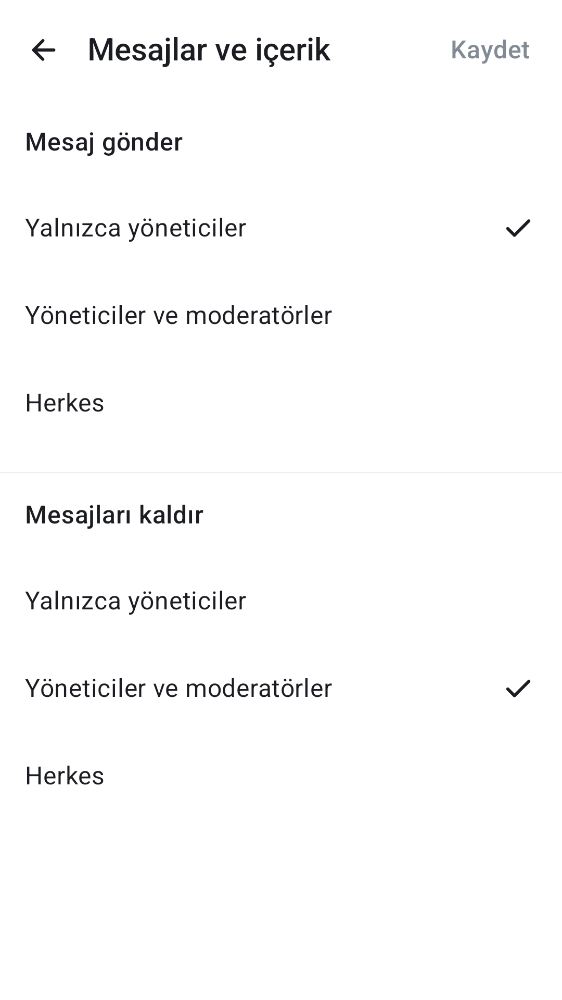 Mesajlar ve içerik
Kaydet
Mesaj gönder
Yalnızca yöneticiler
Yöneticiler ve moderatörler
Herkes
Mesajları kaldır
Yalnızca yöneticiler
Yöneticiler ve moderatörler
Herkes